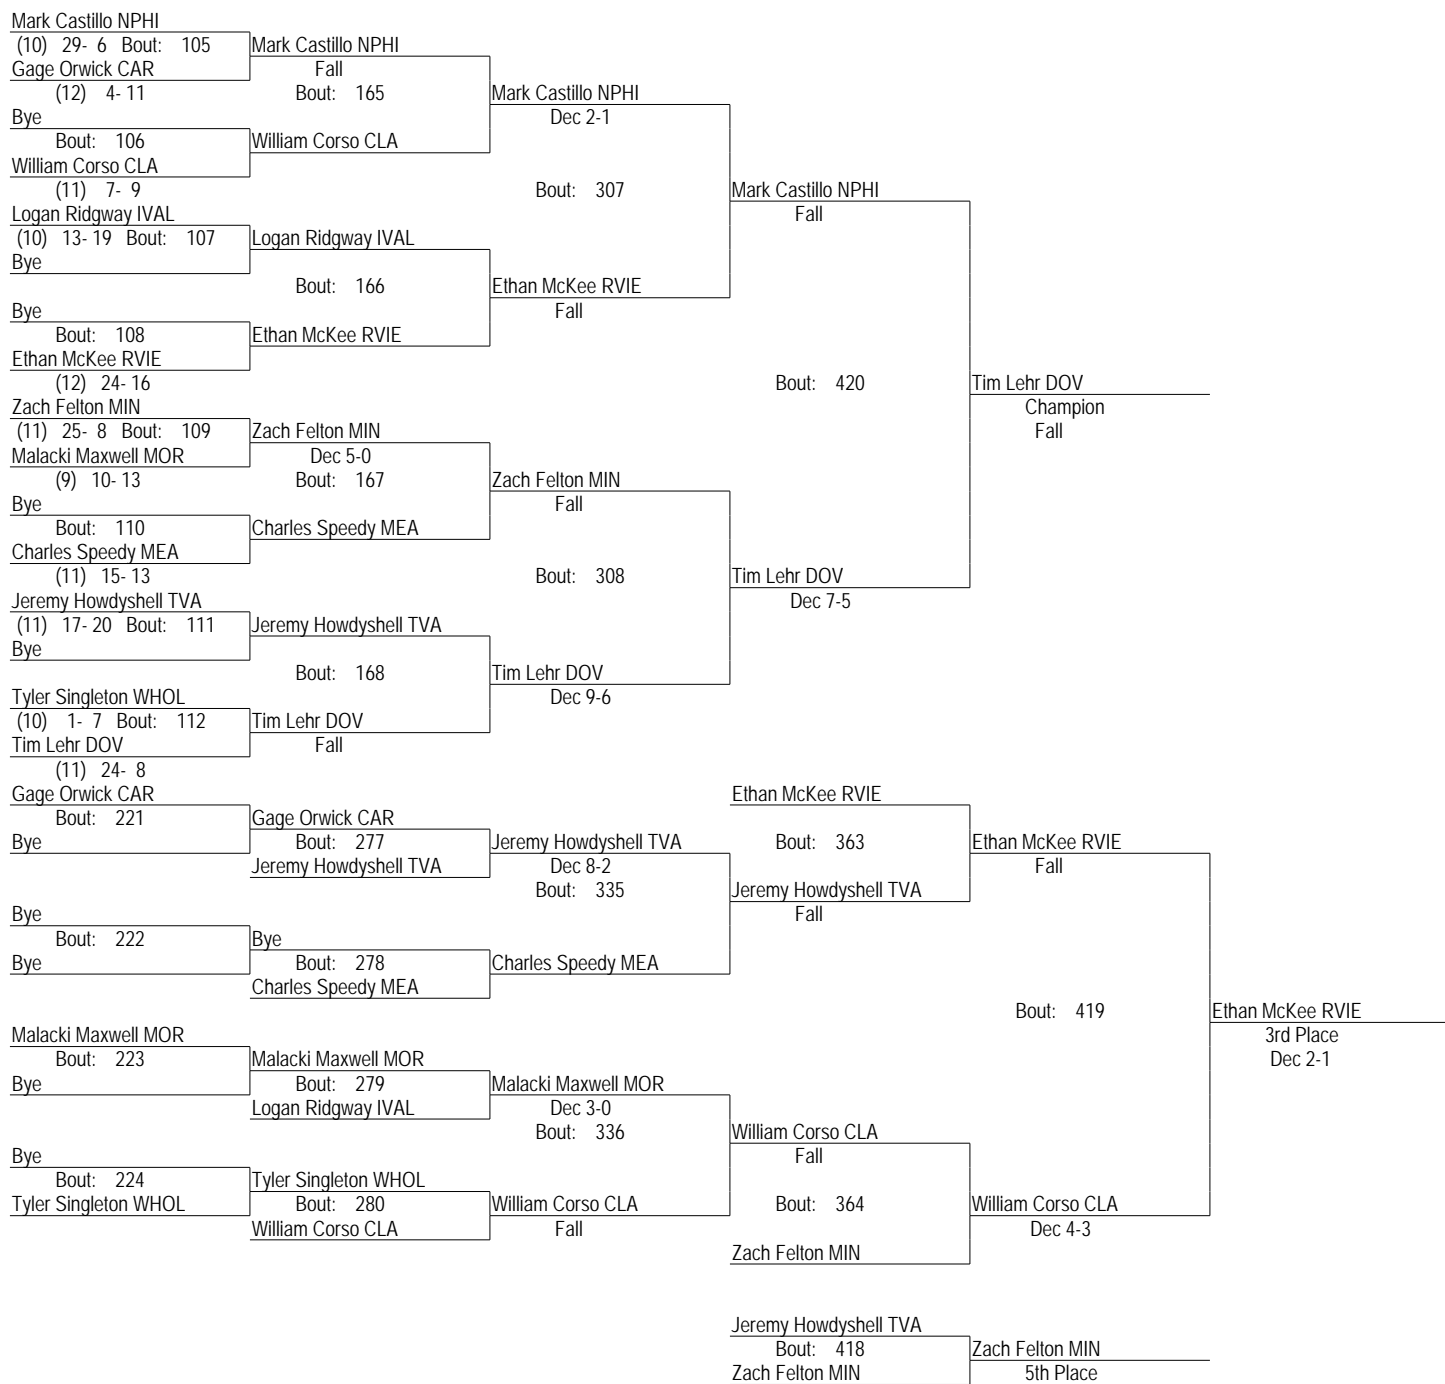 Mark Castillo NPHI
(10) 29- 6 Bout: 105 Mark Castillo NPHI
Gage Orwick CAR Fall
(12) 4- 11 Bout: 165 Mark Castillo NPHI
Bye Dec 2-1
Bout: 106 William Corso CLA
William Corso CLA
(11) 7- 9 Bout: 307 Mark Castillo NPHI
Logan Ridgway IVAL Fall
(10) 13- 19 Bout: 107 Logan Ridgway IVAL
Bye
Bout: 166 Ethan McKee RVIE
Bye Fall
Bout: 108 Ethan McKee RVIE
Ethan McKee RVIE
(12) 24- 16 Bout: 420 Tim Lehr DOV
Zach Felton MIN Champion
(11) 25- 8 Bout: 109 Zach Felton MIN Fall
Malacki Maxwell MOR Dec 5-0
(9) 10- 13 Bout: 167 Zach Felton MIN
Bye Fall
Bout: 110 Charles Speedy MEA
Charles Speedy MEA
(11) 15- 13 Bout: 308 Tim Lehr DOV
Jeremy Howdyshell TVA Dec 7-5
(11) 17- 20 Bout: 111 Jeremy Howdyshell TVA
Bye
Bout: 168 Tim Lehr DOV
Tyler Singleton WHOL Dec 9-6
(10) 1- 7 Bout: 112 Tim Lehr DOV
Tim Lehr DOV Fall
(11) 24- 8
Gage Orwick CAR Ethan McKee RVIE
Bout: 221 Gage Orwick CAR
Bye Bout: 277 Jeremy Howdyshell TVA Bout: 363 Ethan McKee RVIE
Jeremy Howdyshell TVA Dec 8-2 Fall
Bout: 335 Jeremy Howdyshell TVA
Bye Fall
Bout: 222 Bye
Bye Bout: 278 Charles Speedy MEA
Charles Speedy MEA
Bout: 419 Ethan McKee RVIE
Malacki Maxwell MOR 3rd Place
Bout: 223 Malacki Maxwell MOR Dec 2-1
Bye Bout: 279 Malacki Maxwell MOR
Logan Ridgway IVAL Dec 3-0
Bout: 336 William Corso CLA
Bye Fall
Bout: 224 Tyler Singleton WHOL
Tyler Singleton WHOL Bout: 280 William Corso CLA Bout: 364 William Corso CLA
William Corso CLA Fall Dec 4-3
Zach Felton MIN
Jeremy Howdyshell TVA
Bout: 418 Zach Felton MIN
Zach Felton MIN 5th Place